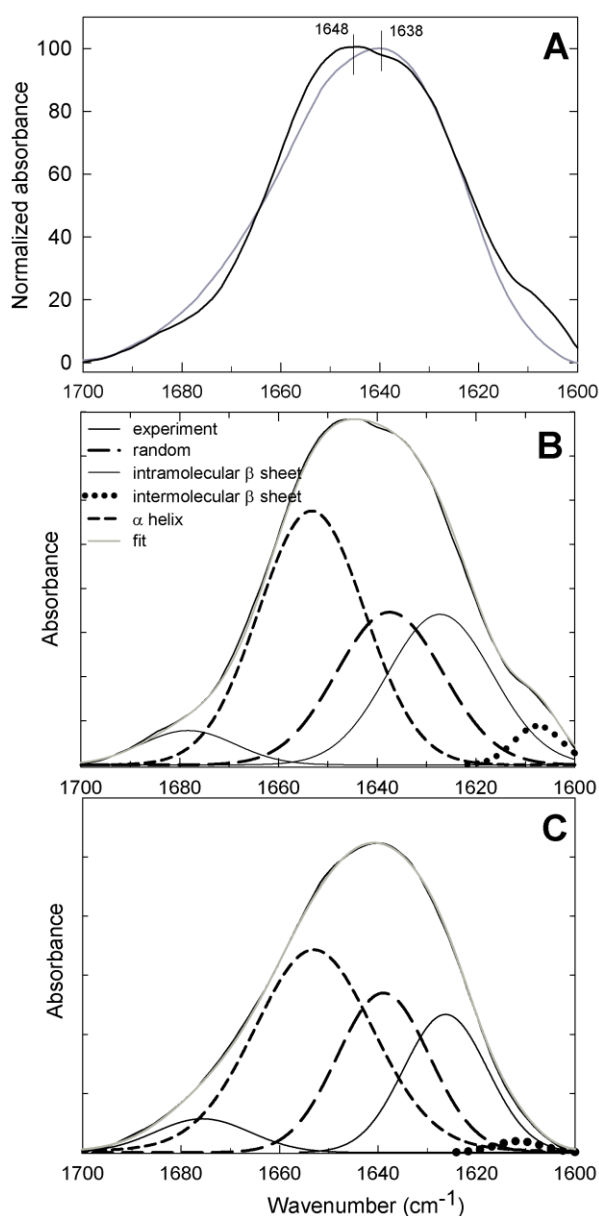 1648 1638
A
100
80
60
40
20
0
Normalized absorbance
1700 1680 1660 1640 1620 1600
B
experiment
random
intramolecular β sheet
intermolecular β sheet
α helix
fit
Absorbance
1700 1680 1660 1640 1620 1600
C
Absorbance
1700 1680 1660 1640 1620 1600
Wavenumber (cm⁻¹)